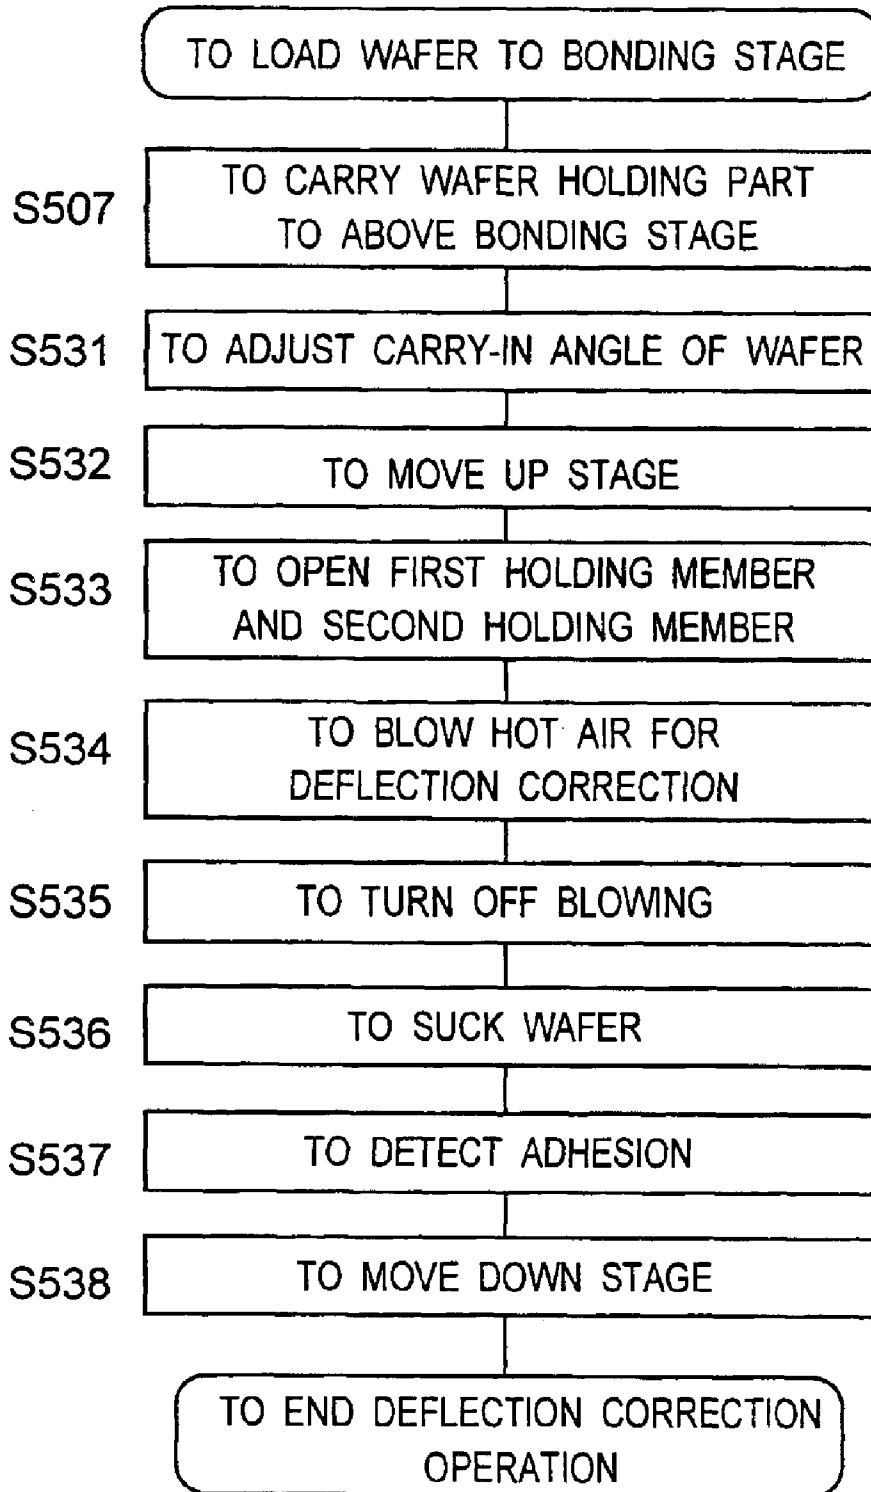 TO LOAD WAFER TO BONDING STAGE
S507
TO CARRY WAFER HOLDING PART
TO ABOVE BONDING STAGE
S531
TO ADJUST CARRY-IN ANGLE OF WAFER
S532
TO MOVE UP STAGE
S533
TO OPEN FIRST HOLDING MEMBER
AND SECOND HOLDING MEMBER
S534
TO BLOW HOT AIR FOR
DEFLECTION CORRECTION
S535
TO TURN OFF BLOWING
S536
TO SUCK WAFER
S537
TO DETECT ADHESION
S538
TO MOVE DOWN STAGE
TO END DEFLECTION CORRECTION
OPERATION